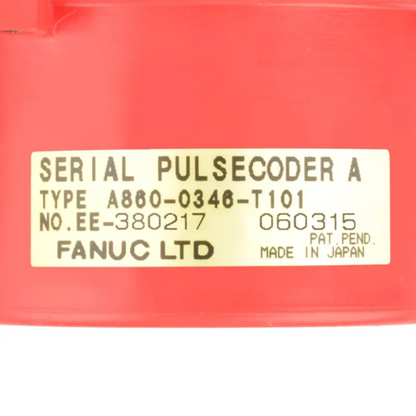 SERIAL PULSECODER A
TYPE A860-0346-T101
NO.EE-380217 060315
PAT.PEND.
FANUC LTD MADE IN JAPAN